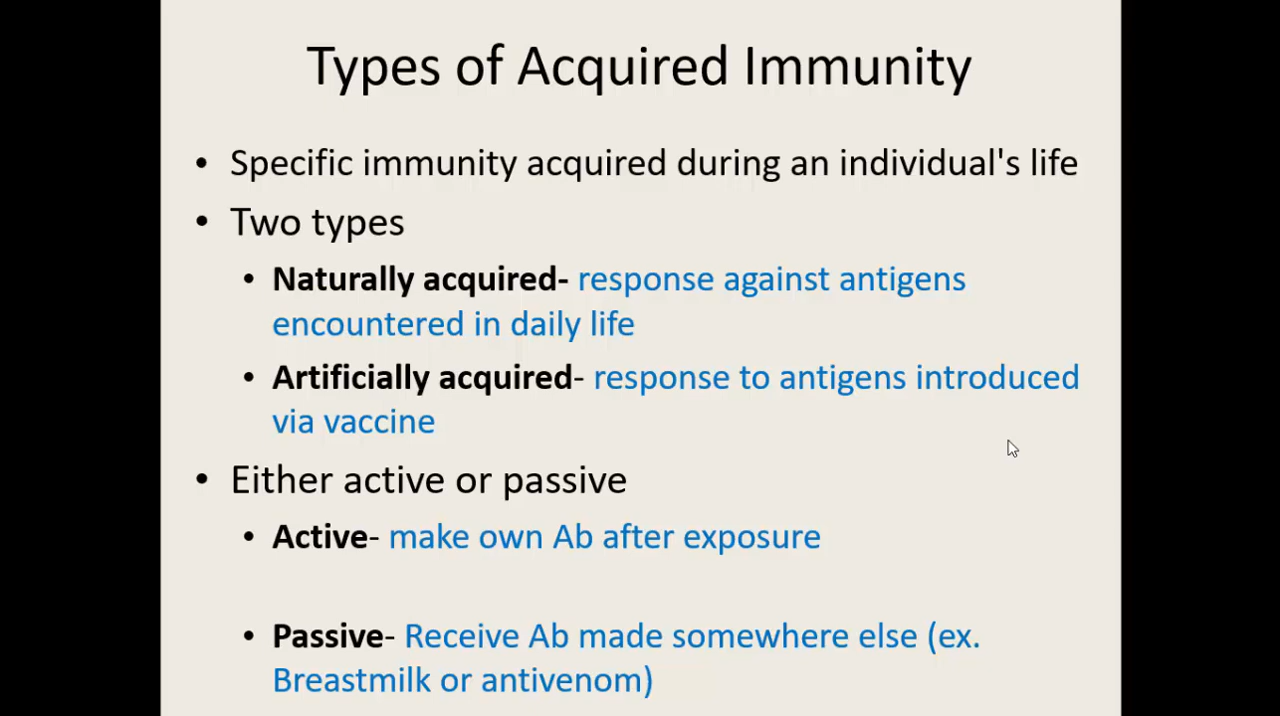 Types of Acquired Immunity
• Specific immunity acquired during an individual's life
• Two types
• Naturally acquired- response against antigens
encountered in daily life
• Artificially acquired- response to antigens introduced
via vaccine
• Either active or passive
• Active- make own Ab after exposure
• Passive- Receive Ab made somewhere else (ex.
Breastmilk or antivenom)